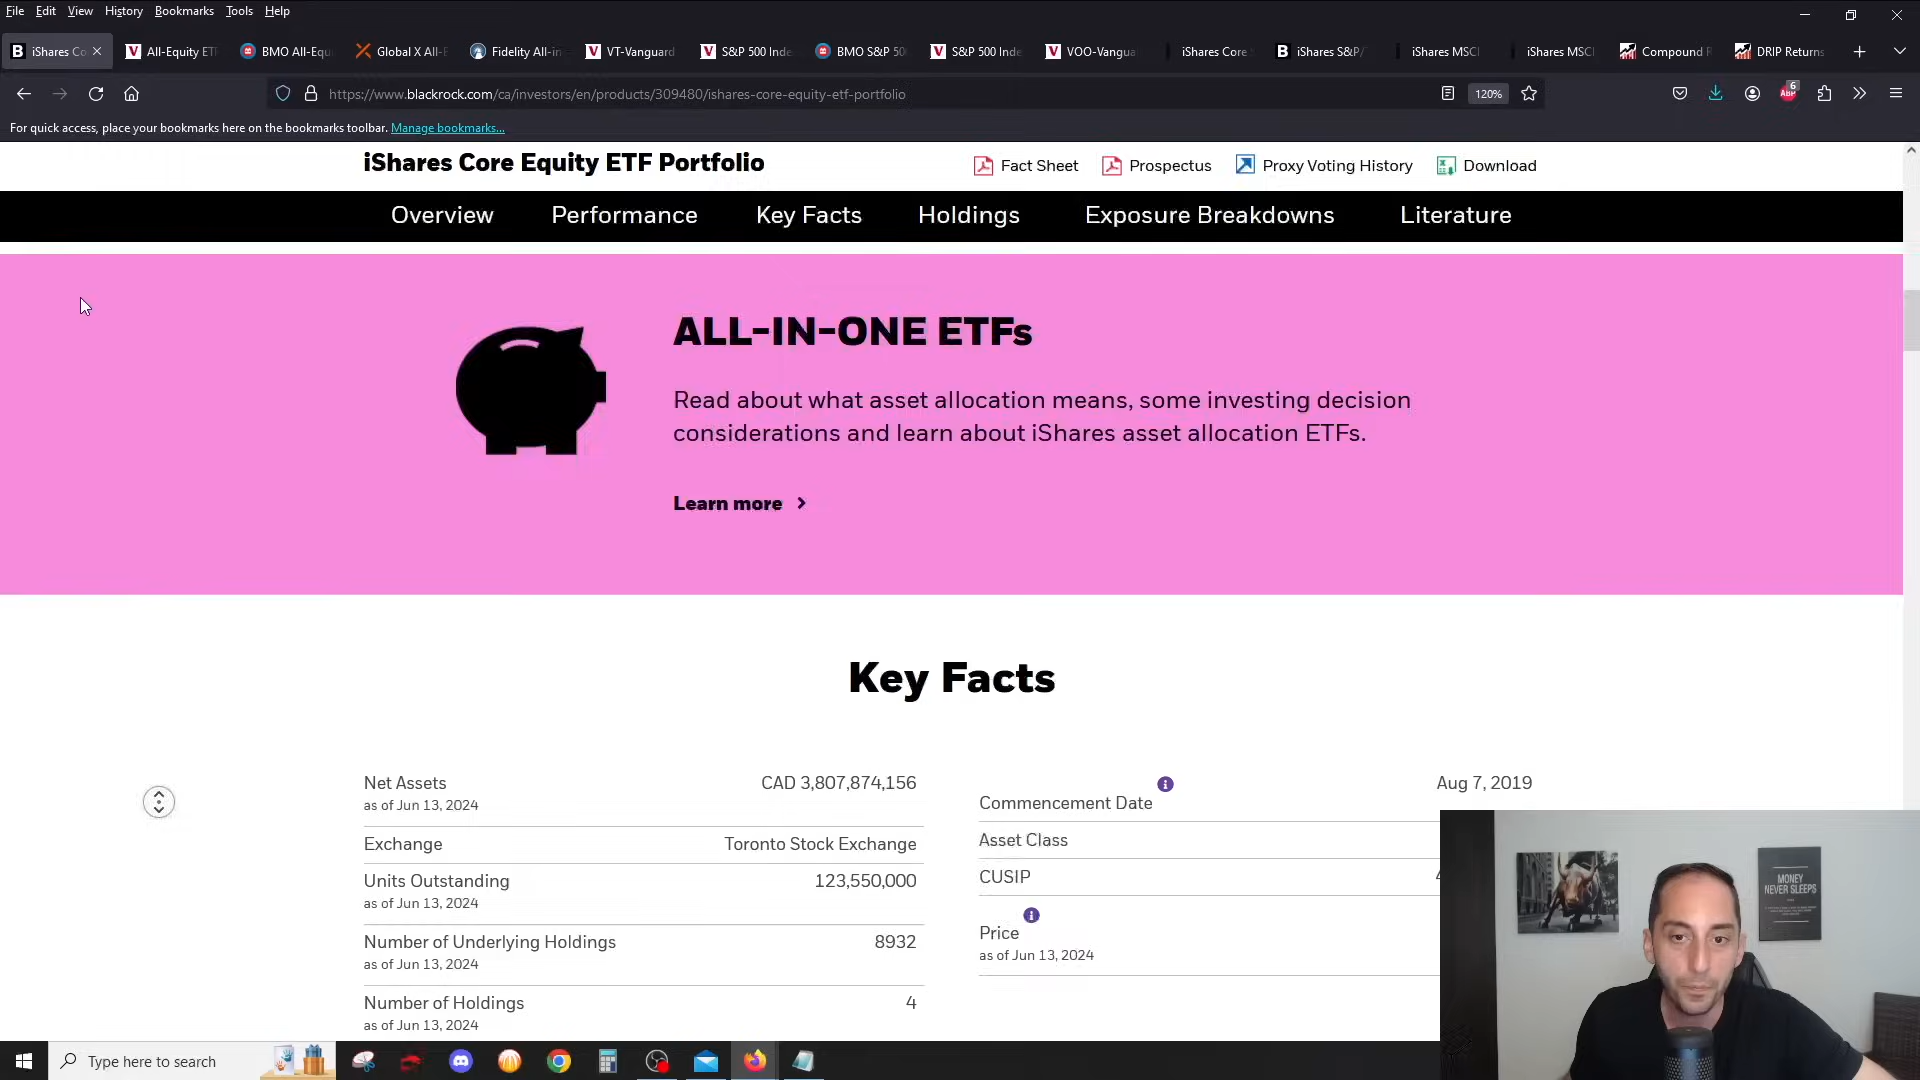 File Edit View History Bookmarks Tools Help
iShares Co All-Equity ET BMO All-Equ Global X All-E Fidelity All-in VT-Vanguard S&P 500 Inde BMO S&P 50 S&P 500 Inde VOO-Vangua iShares Core iShares S&P/ iShares MSCI iShares MSCI Compound R DRIP Returns
https://www.blackrock.com/ca/investors/en/products/309480/ishares-core-equity-etf-portfolio 120% ABP 6
For quick access, place your bookmarks here on the bookmarks toolbar. Manage bookmarks...
iShares Core Equity ETF Portfolio Fact Sheet Prospectus Proxy Voting History Download
Overview Performance Key Facts Holdings Exposure Breakdowns Literature
ALL-IN-ONE ETFs
Read about what asset allocation means, some investing decision
considerations and learn about iShares asset allocation ETFs.
Learn more
Key Facts
Net Assets CAD 3,807,874,156
as of Jun 13, 2024
Exchange Toronto Stock Exchange
Units Outstanding 123,550,000
as of Jun 13, 2024
Number of Underlying Holdings 8932
as of Jun 13, 2024
Number of Holdings 4
as of Jun 13, 2024
Commencement Date Aug 7, 2019
Asset Class
CUSIP
Price
as of Jun 13, 2024
MONEY
NEVER SLEEPS
Type here to search